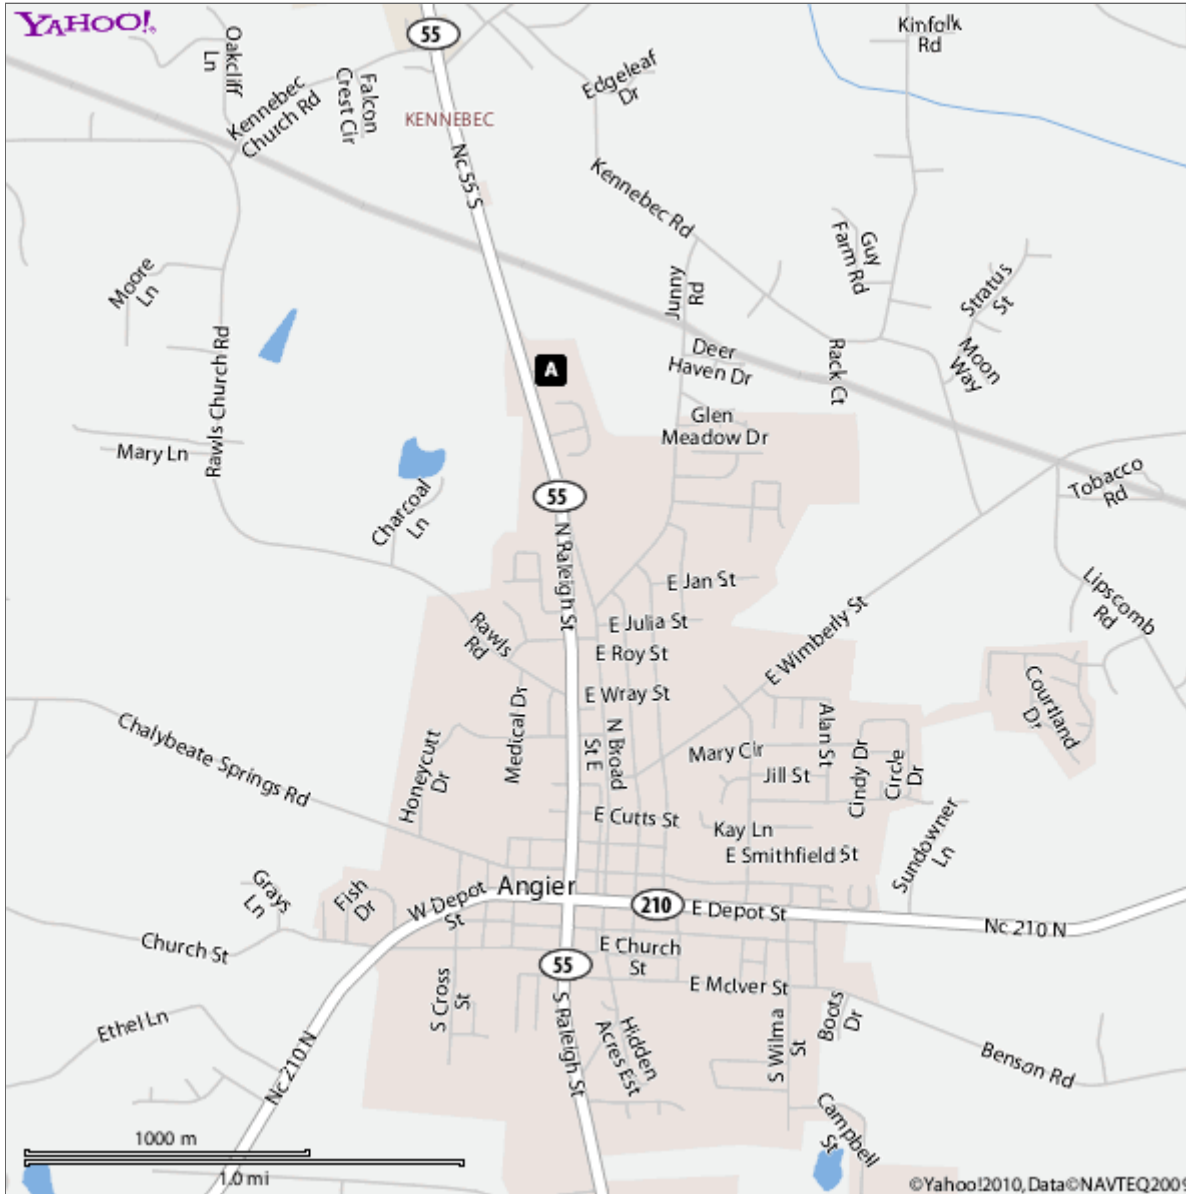 YAHOO!®
55
Kinfolk
Rd
Oakcliff
Ln
Edgeleaf
Dr
Falcon
Crest Cir
Kennebec
Church Rd
KENNEBEC
Nc 55 S
Kennebec Rd
Guy
Farm Rd
Stratus
St
Moore
Ln
Junny
Rd
Deer
Haven Dr
Rack Ct
Moon
Way
A
Rawls Church Rd
Glen
Meadow Dr
Mary Ln
Tobacco
Rd
55
Charcoal
Ln
N Raleigh St
E Jan St
Lipscomb
Rd
E Julia St
Rawls
Rd
E Roy St
E Wimberly St
E Wray St
Courtland
Dr
Medical Dr
N Broad
St E
Alan St
Chalybeate Springs Rd
Honeycutt
Dr
Mary Cir
Jill St
Cindy Dr
Circle
Dr
E Cutts St
Kay Ln
E Smithfield St
Sundowner
Ln
Grays
Ln
Fish
Dr
W Depot
St
Angier
210
E Depot St
Nc 210 N
Church St
E Church
St
55
E McIver St
S Cross
St
S Raleigh St
Hidden
Acres Est
S Wilma
St
Boots
Dr
Ethel Ln
Benson Rd
Nc 210 N
Campbell
St
1000 m
1.0 mi
©Yahoo!2010, Data©NAVTEQ2009